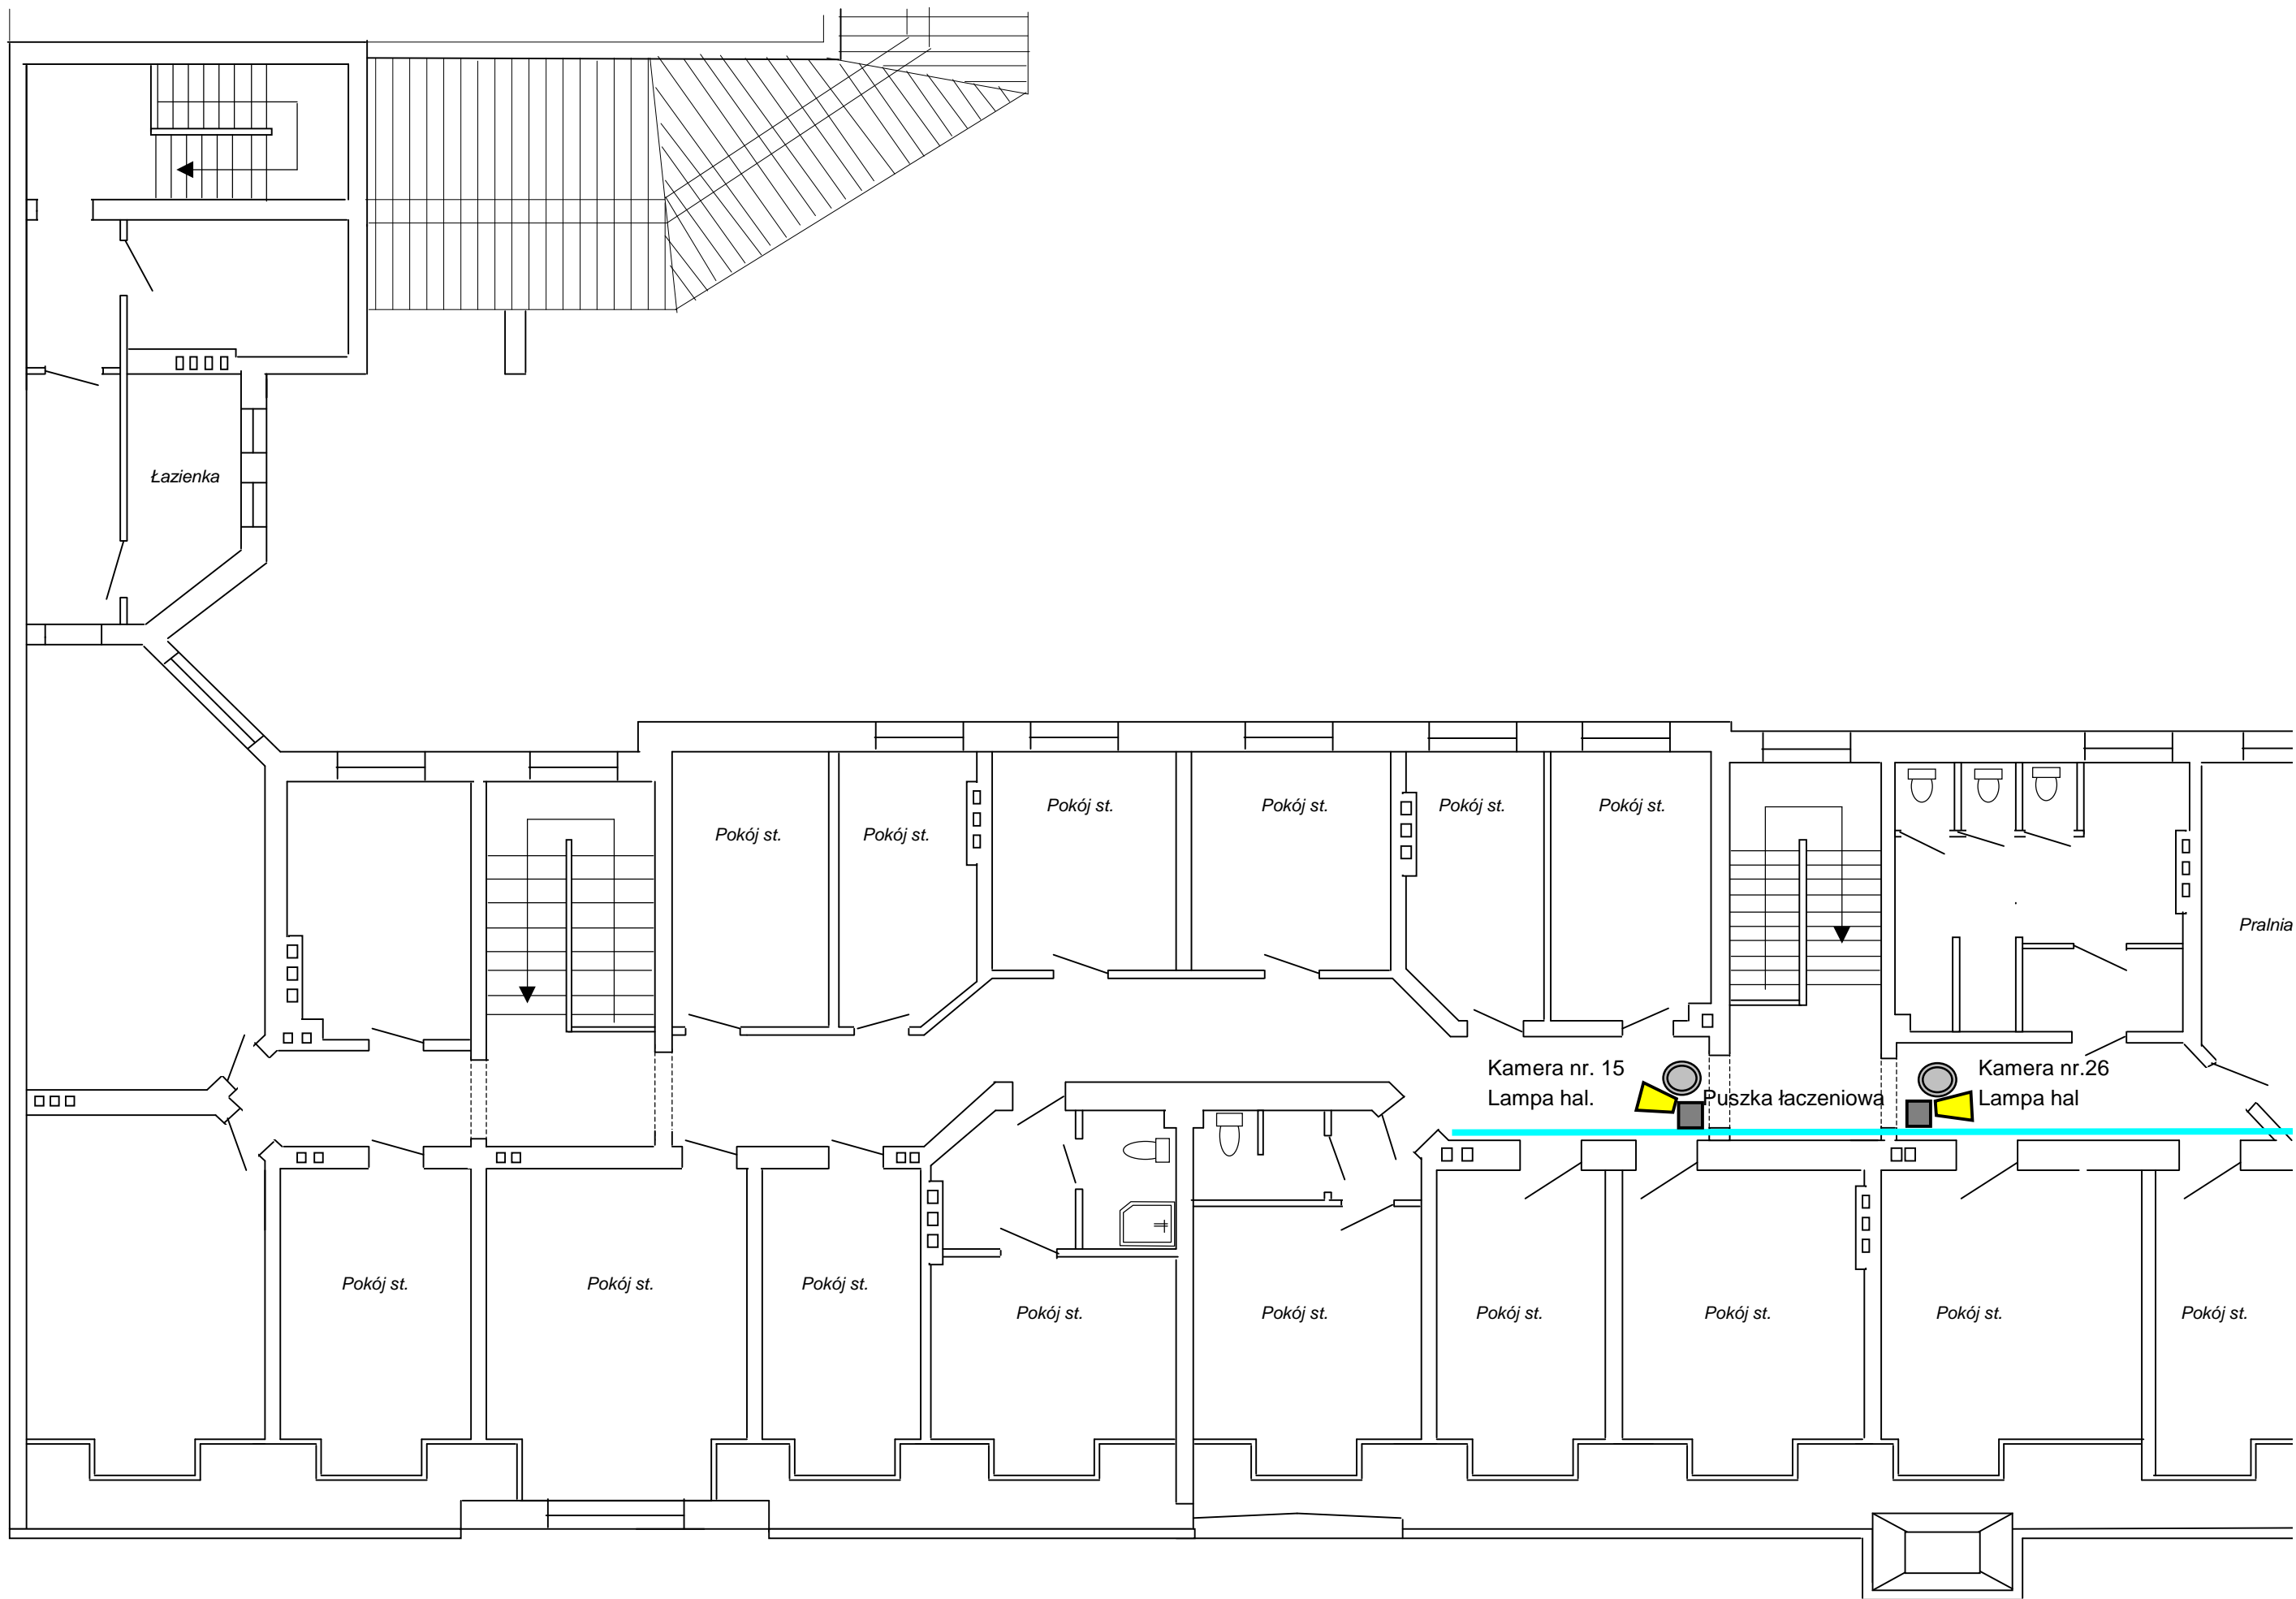 Łazienka
Pokój st.
Pokój st.
Pokój st.
Pokój st.
Pokój st.
Pokój st.
Pralnia
Kamera nr. 15
Lampa hal.
Puszka łaczeniowa
Kamera nr.26
Lampa hal
Pokój st.
Pokój st.
Pokój st.
Pokój st.
Pokój st.
Pokój st.
Pokój st.
Pokój st.
Pokój st.